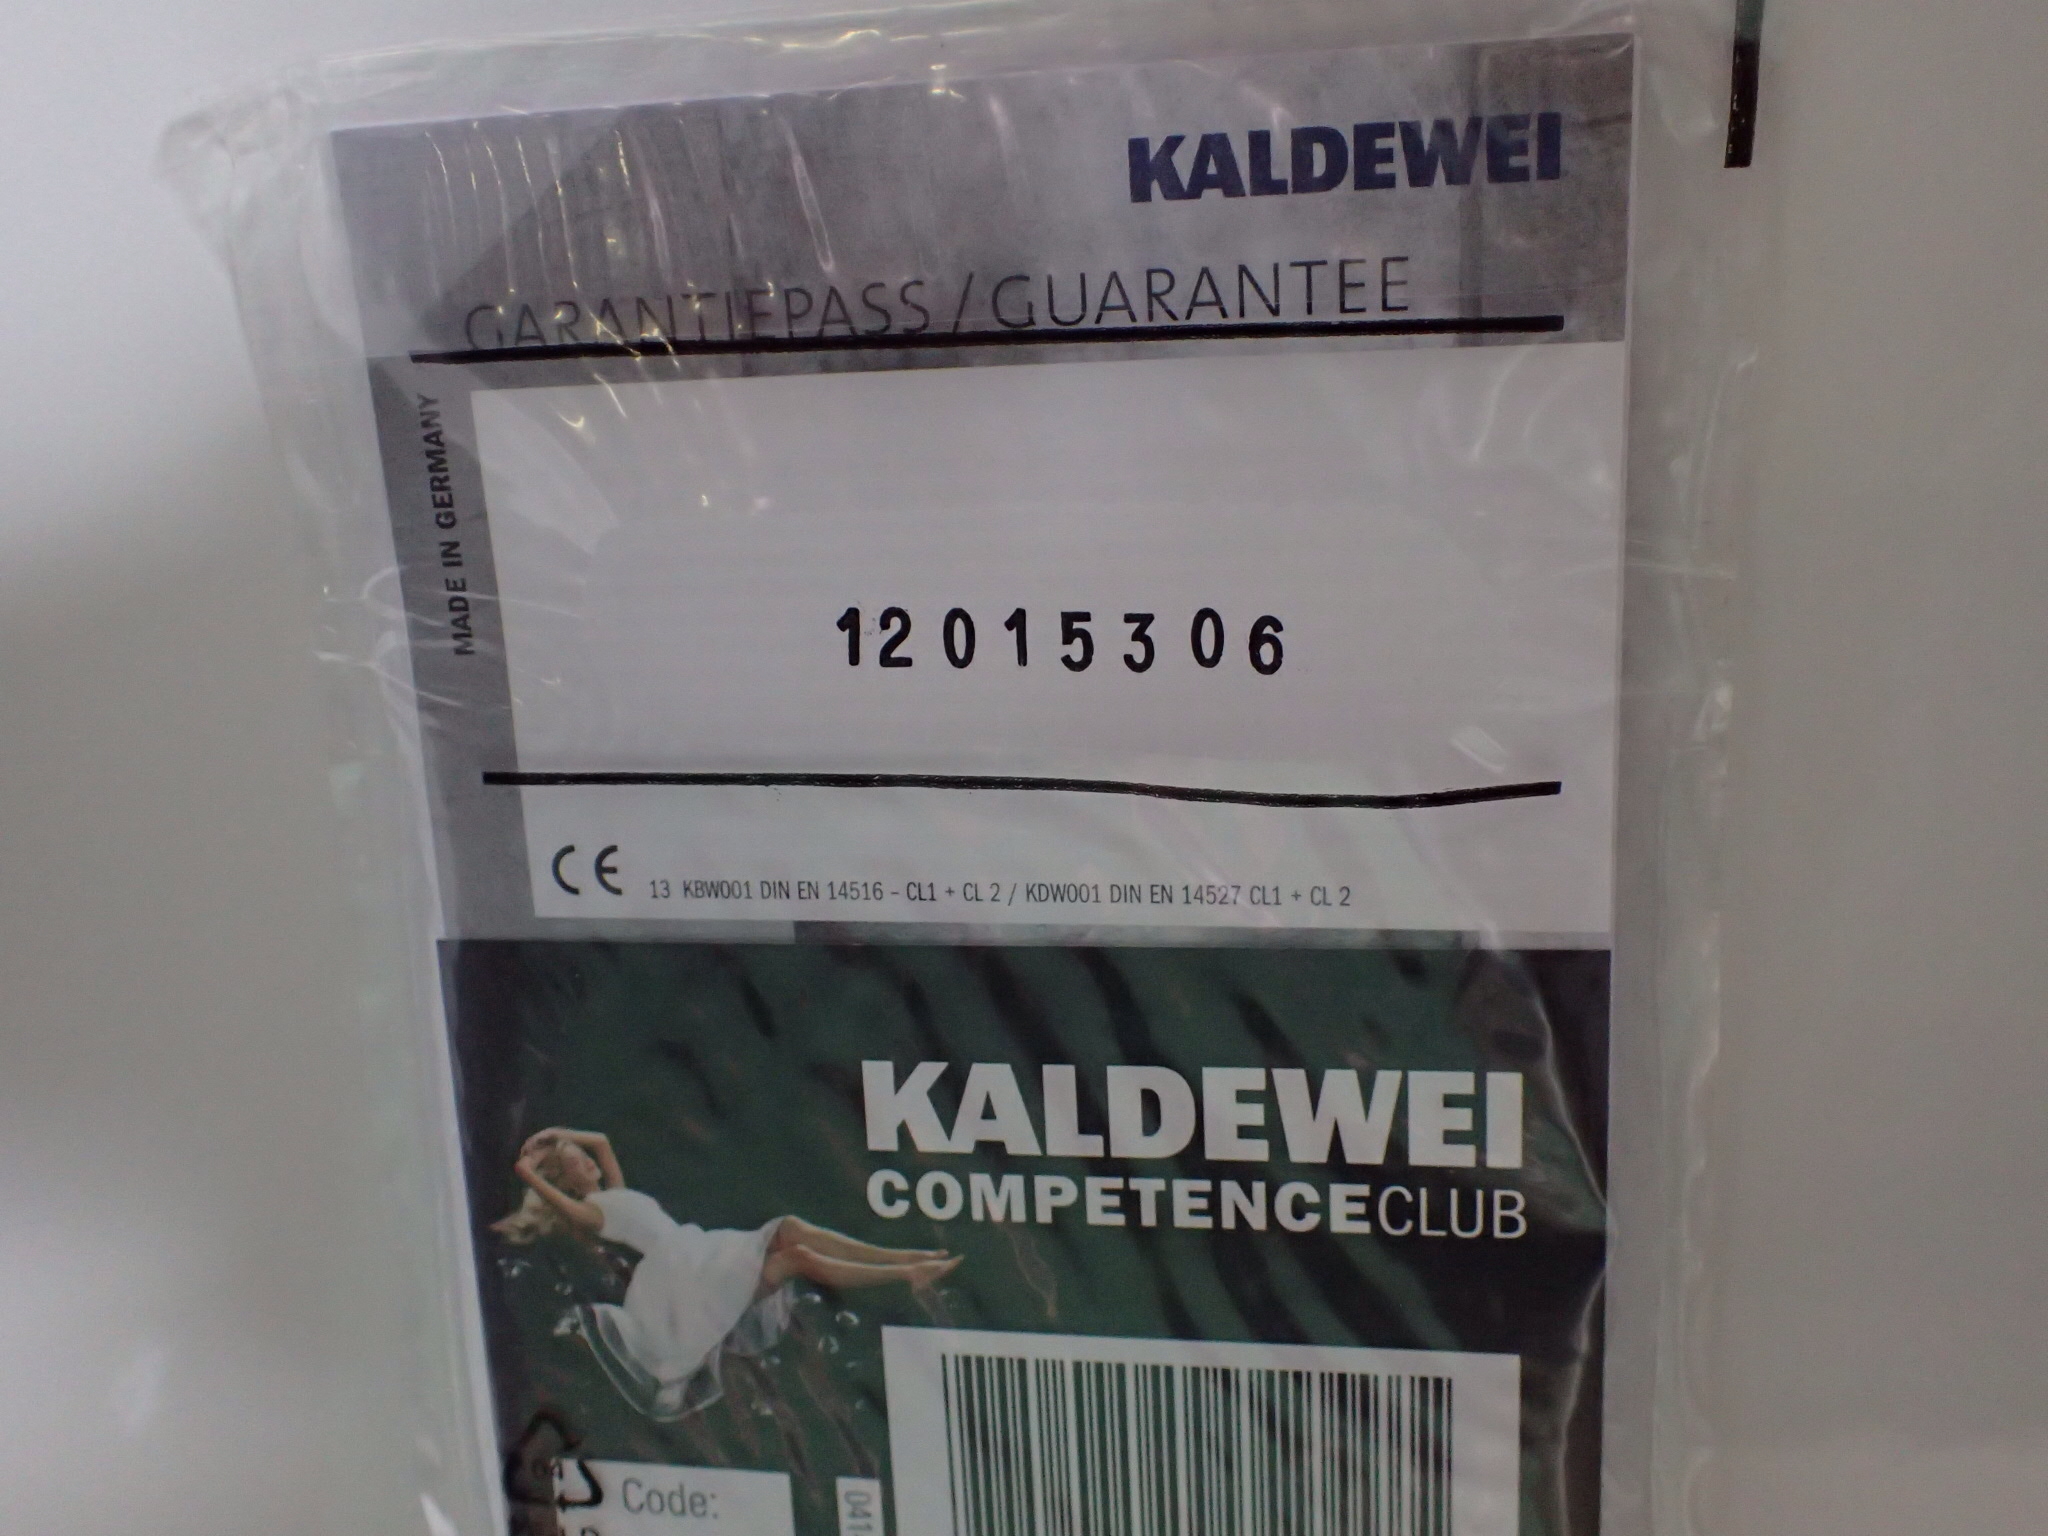 KALDEWEI
GARANTIEPASS / GUARANTEE
MADE IN GERMANY
12015306
CE 13 KBW001 DIN EN 14516 - CL1 + CL 2 / KDW001 DIN EN 14527 CL1 + CL 2
KALDEWEI
COMPETENCECLUB
04
Code:
041